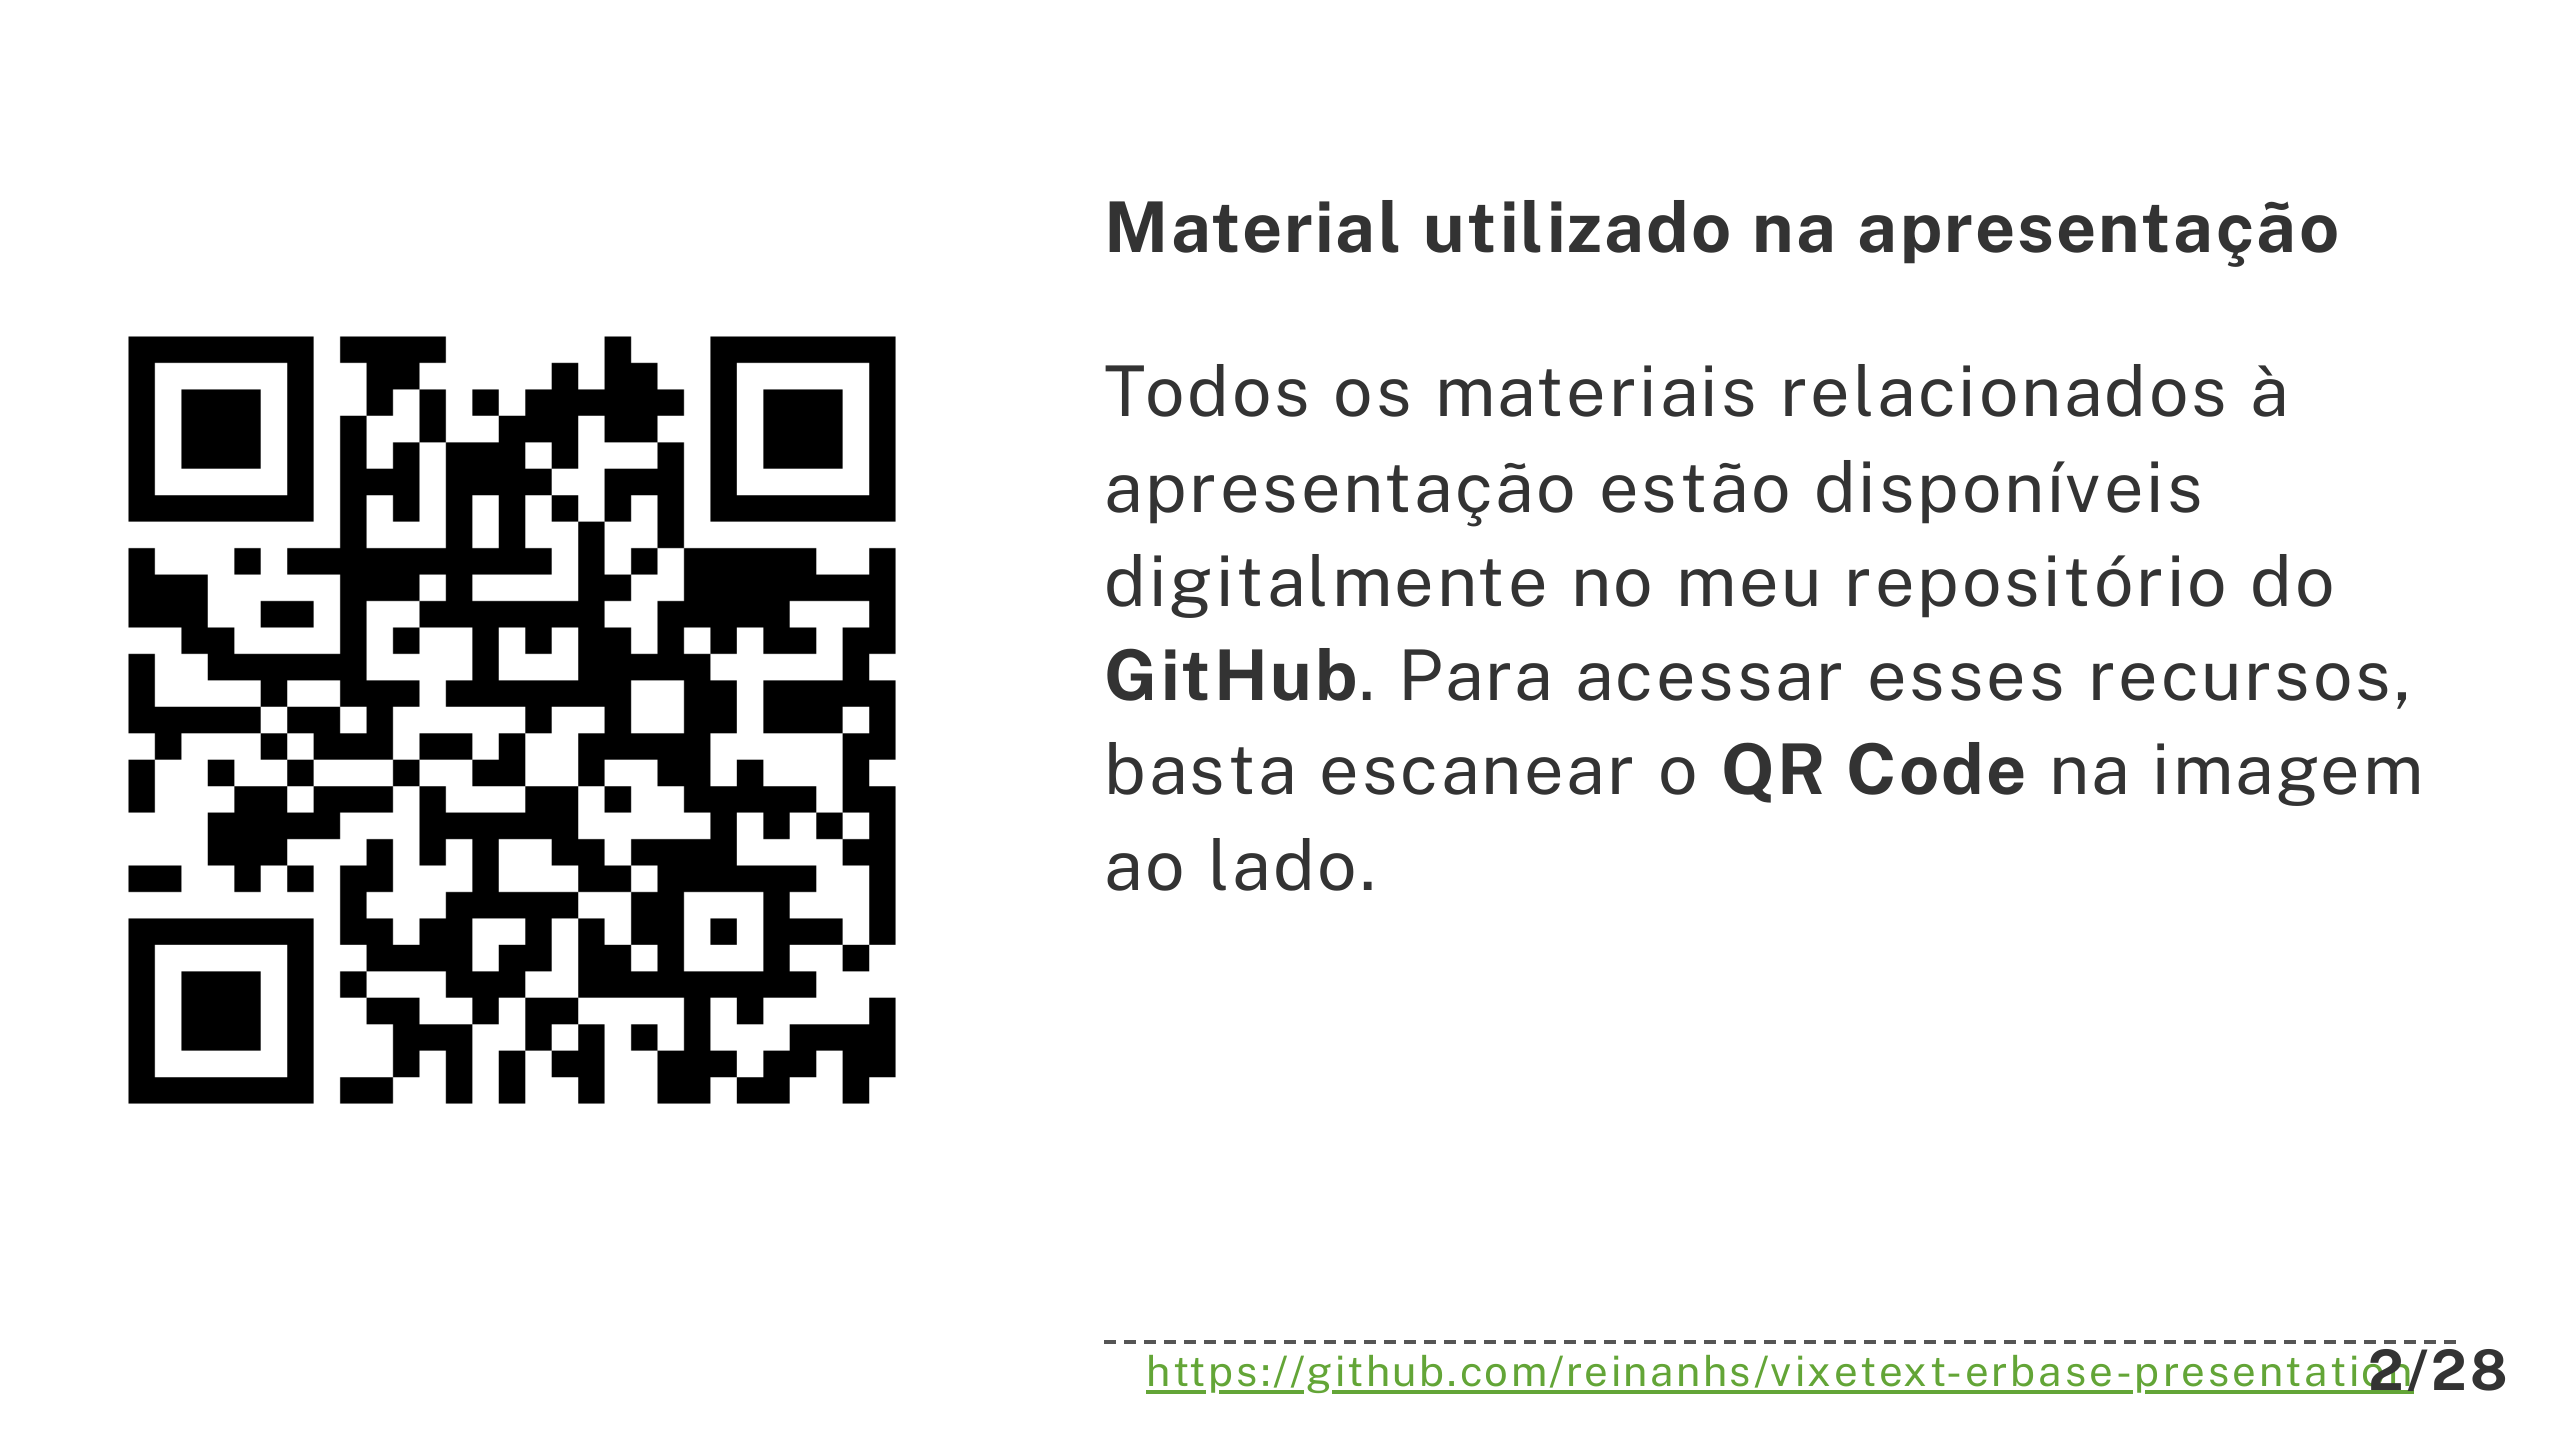 Material utilizado na apresentação
Todos os materiais relacionados à
apresentação estão disponíveis
digitalmente no meu repositório do
GitHub. Para acessar esses recursos,
basta escanear o QR Code na imagem
ao lado.
https://github.com/reinanhs/vixetext-erbase-presentation
2/28